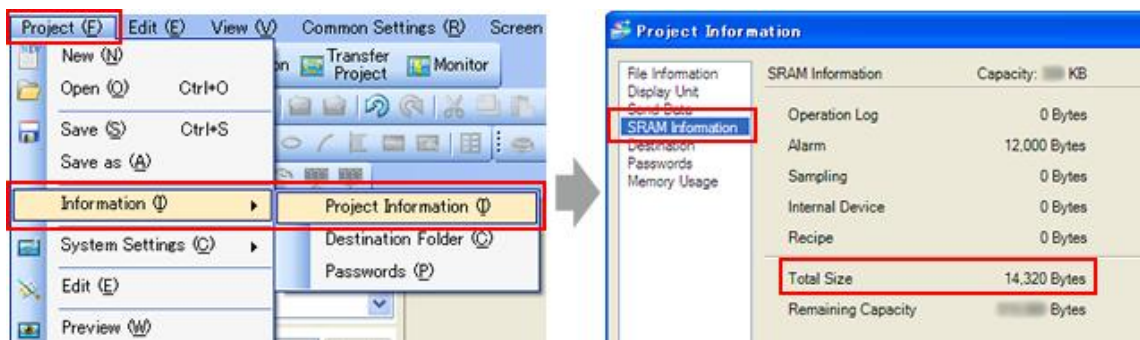 Project (F) Edit (E) View (V) Common Settings (R) Screen
New (N)
Transfer Project
Monitor
Open (O) Ctrl+O
Save (S) Ctrl+S
Save as (A)
Information (I)
Project Information (I)
System Settings (C)
Destination Folder (C)
Passwords (P)
Edit (E)
Preview (W)
Project Information
File Information
Display Unit
Send Data
SRAM Information
Destination
Passwords
Memory Usage
SRAM Information Capacity: KB
Operation Log 0 Bytes
Alarm 12,000 Bytes
Sampling 0 Bytes
Internal Device 0 Bytes
Recipe 0 Bytes
Total Size 14,320 Bytes
Remaining Capacity Bytes